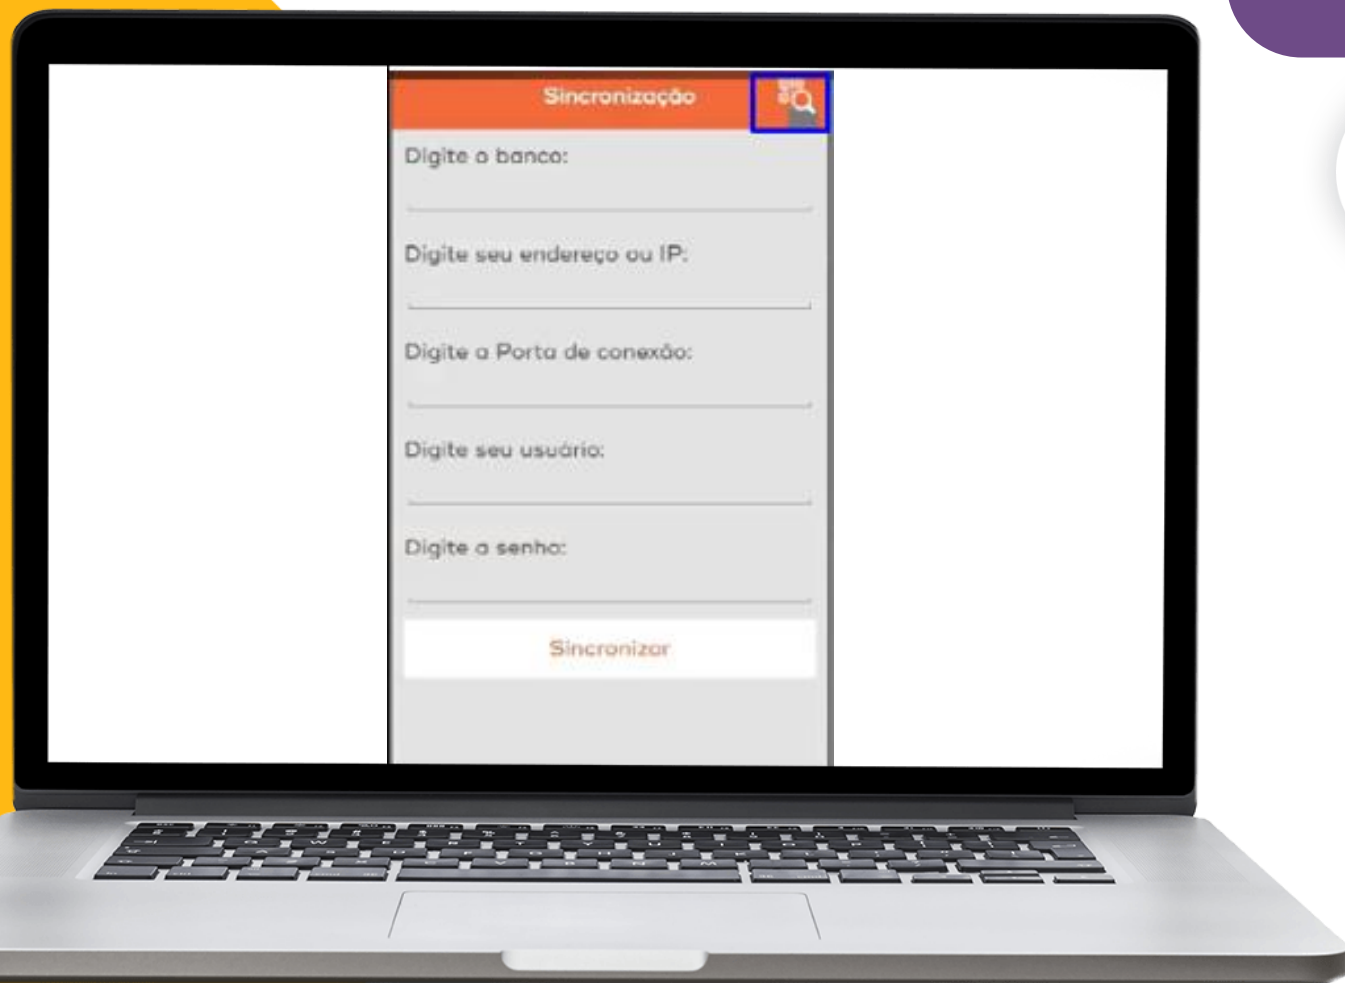 Sincronização
Digite o banco:
Digite seu endereço ou IP:
Digite a Porta de conexão:
Digite seu usuário:
Digite a senha:
Sincronizar